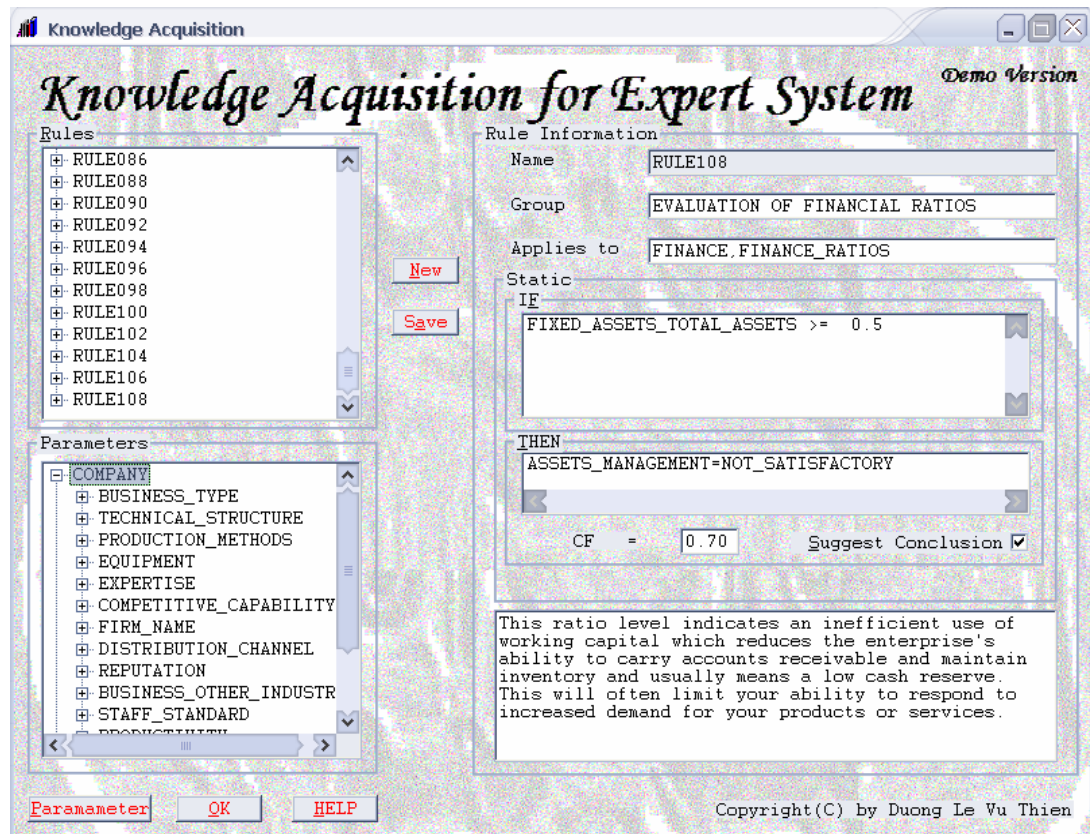 Knowledge Acquisition
Knowledge Acquisition for Expert System
Demo Version
Rules
RULE086
RULE088
RULE090
RULE092
RULE094
RULE096
RULE098
RULE100
RULE102
RULE104
RULE106
RULE108
Parameters
COMPANY
BUSINESS_TYPE
TECHNICAL_STRUCTURE
PRODUCTION_METHODS
EQUIPMENT
EXPERTISE
COMPETITIVE_CAPABILITY
FIRM_NAME
DISTRIBUTION_CHANNEL
REPUTATION
BUSINESS_OTHER_INDUSTR
STAFF_STANDARD
PRODUCTIVITY
New
Save
Rule Information
Name RULE108
Group EVALUATION OF FINANCIAL RATIOS
Applies to FINANCE,FINANCE_RATIOS
Static
IF
FIXED_ASSETS_TOTAL_ASSETS >= 0.5
THEN
ASSETS_MANAGEMENT=NOT_SATISFACTORY
CF = 0.70 Suggest Conclusion
This ratio level indicates an inefficient use of
working capital which reduces the enterprise's
ability to carry accounts receivable and maintain
inventory and usually means a low cash reserve.
This will often limit your ability to respond to
increased demand for your products or services.
Paramameter OK HELP
Copyright(C) by Duong Le Vu Thien